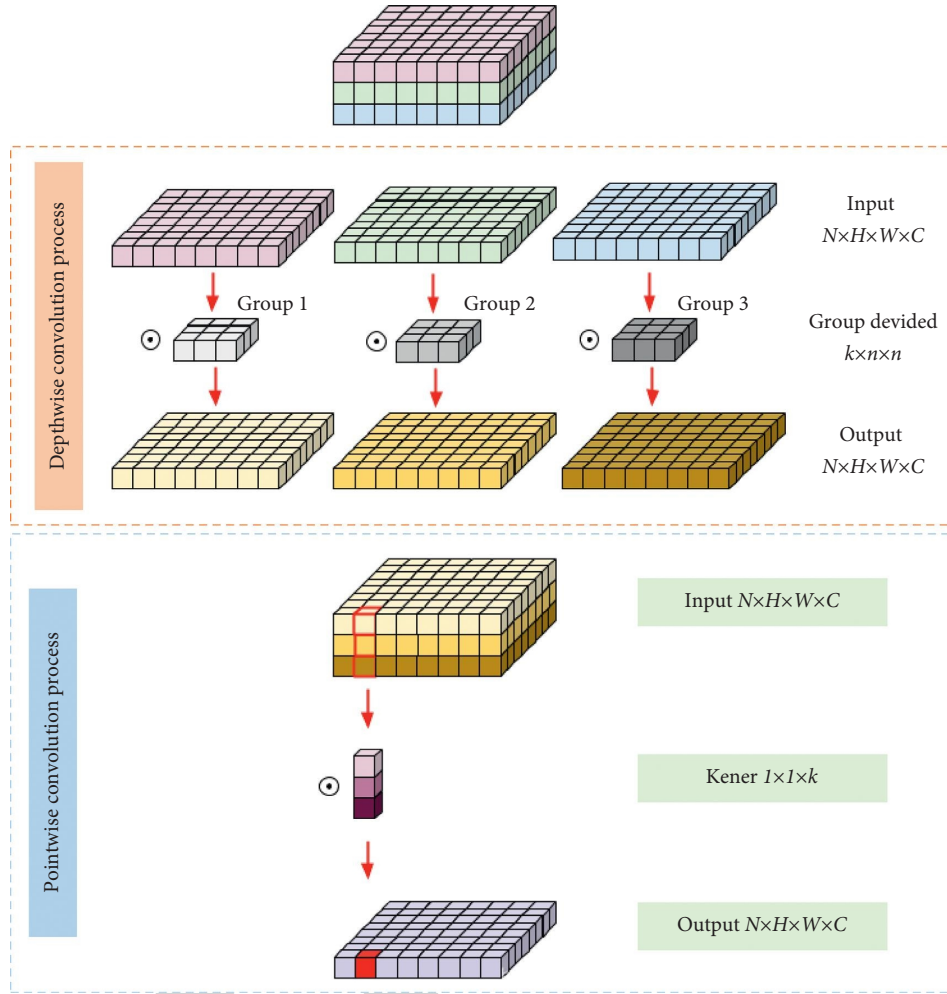 Depthwise convolution process
Input
N×H×W×C
Group 1
Group 2
Group 3
Group devided
k×n×n
Output
N×H×W×C
Pointwise convolution process
Input N×H×W×C
Kener 1×1×k
Output N×H×W×C